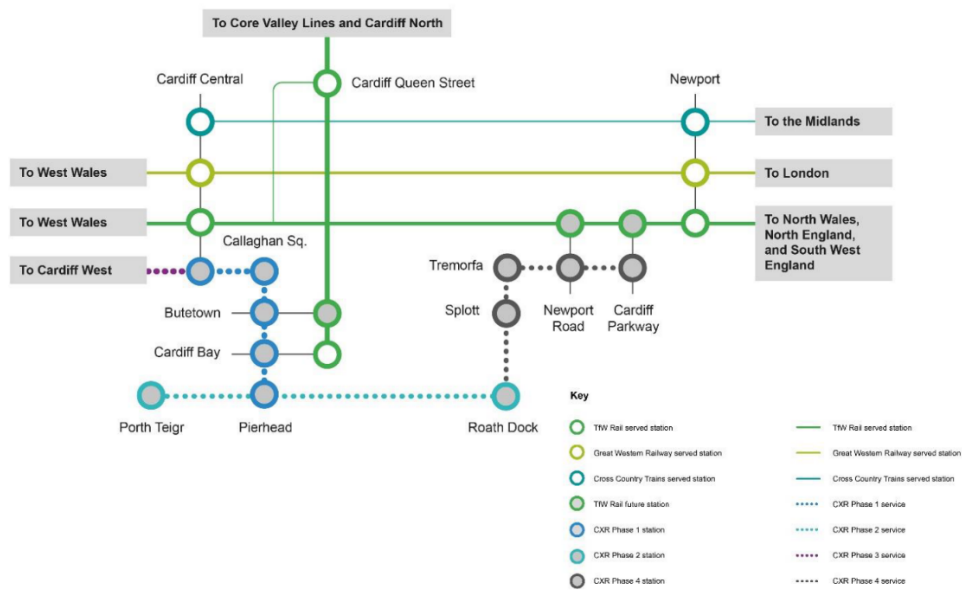 To Core Valley Lines and Cardiff North
Cardiff Central
Cardiff Queen Street
Newport
To the Midlands
To West Wales
To London
To West Wales
To North Wales,
North England,
and South West
England
Callaghan Sq.
To Cardiff West
Tremorfa
Butetown
Splott
Newport
Road
Cardiff
Parkway
Cardiff Bay
Porth Teigr
Pierhead
Roath Dock
Key
TfW Rail served station
TfW Rail served station
Great Western Railway served station
Great Western Railway served station
Cross Country Trains served station
Cross Country Trains served station
TfW Rail future station
CXR Phase 1 service
CXR Phase 1 station
CXR Phase 2 service
CXR Phase 2 station
CXR Phase 3 service
CXR Phase 4 station
CXR Phase 4 service